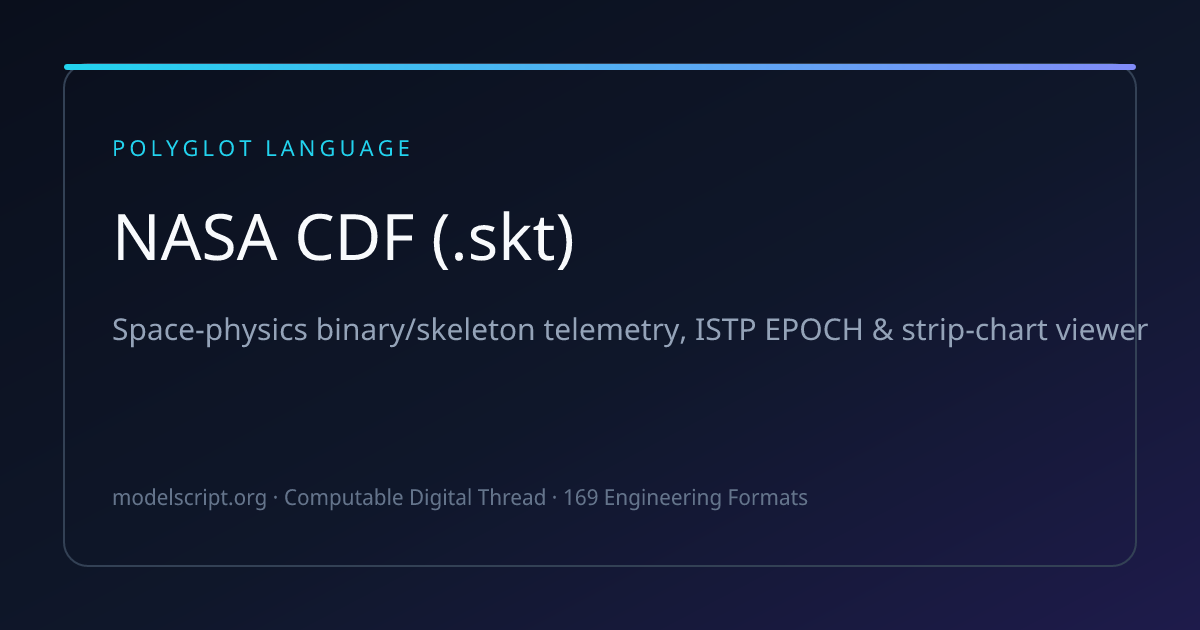 POLYGLOT LANGUAGE
NASA CDF (.skt)
Space-physics binary/skeleton telemetry, ISTP EPOCH & strip-chart viewer
modelscript.org · Computable Digital Thread · 169 Engineering Formats